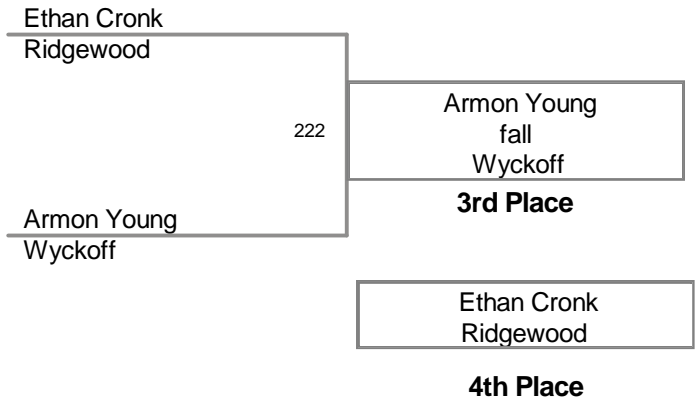 Ethan Cronk
Ridgewood
222
Armon Young
fall
Wyckoff
3rd Place
Armon Young
Wyckoff
Ethan Cronk
Ridgewood
4th Place